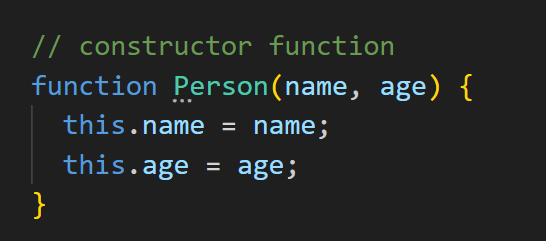 // constructor function
function Person(name, age) {
  this.name = name;
  this.age = age;
}